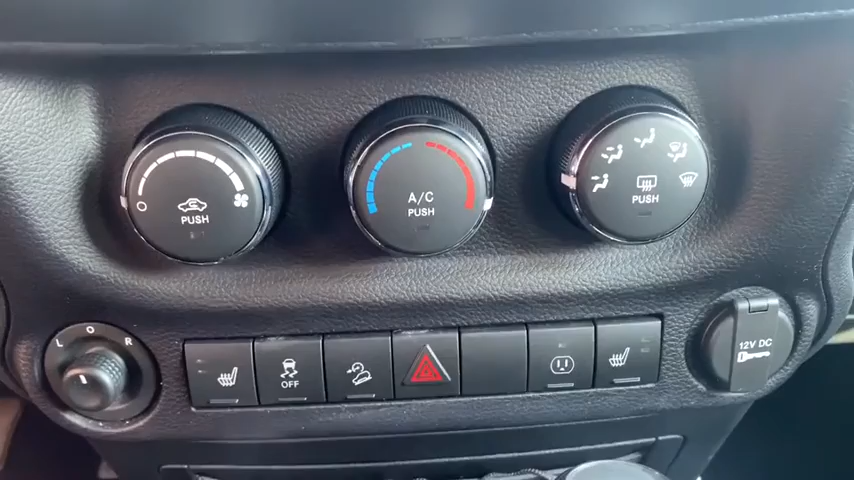 PUSH
A/C
PUSH
PUSH
L O R
OFF
12V DC